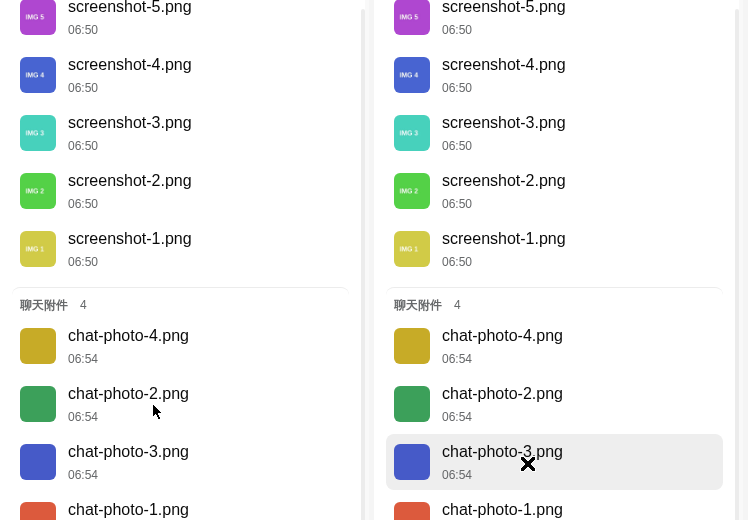 screenshot-5.png
IMG 5
06:50
screenshot-4.png
IMG 4
06:50
screenshot-3.png
IMG 3
06:50
screenshot-2.png
IMG 2
06:50
screenshot-1.png
IMG 1
06:50
聊天附件 4
chat-photo-4.png
06:54
chat-photo-2.png
06:54
chat-photo-3.png
06:54
chat-photo-1.png
screenshot-5.png
IMG 5
06:50
screenshot-4.png
IMG 4
06:50
screenshot-3.png
IMG 3
06:50
screenshot-2.png
IMG 2
06:50
screenshot-1.png
IMG 1
06:50
聊天附件 4
chat-photo-4.png
06:54
chat-photo-2.png
06:54
chat-photo-3.png
06:54
chat-photo-1.png